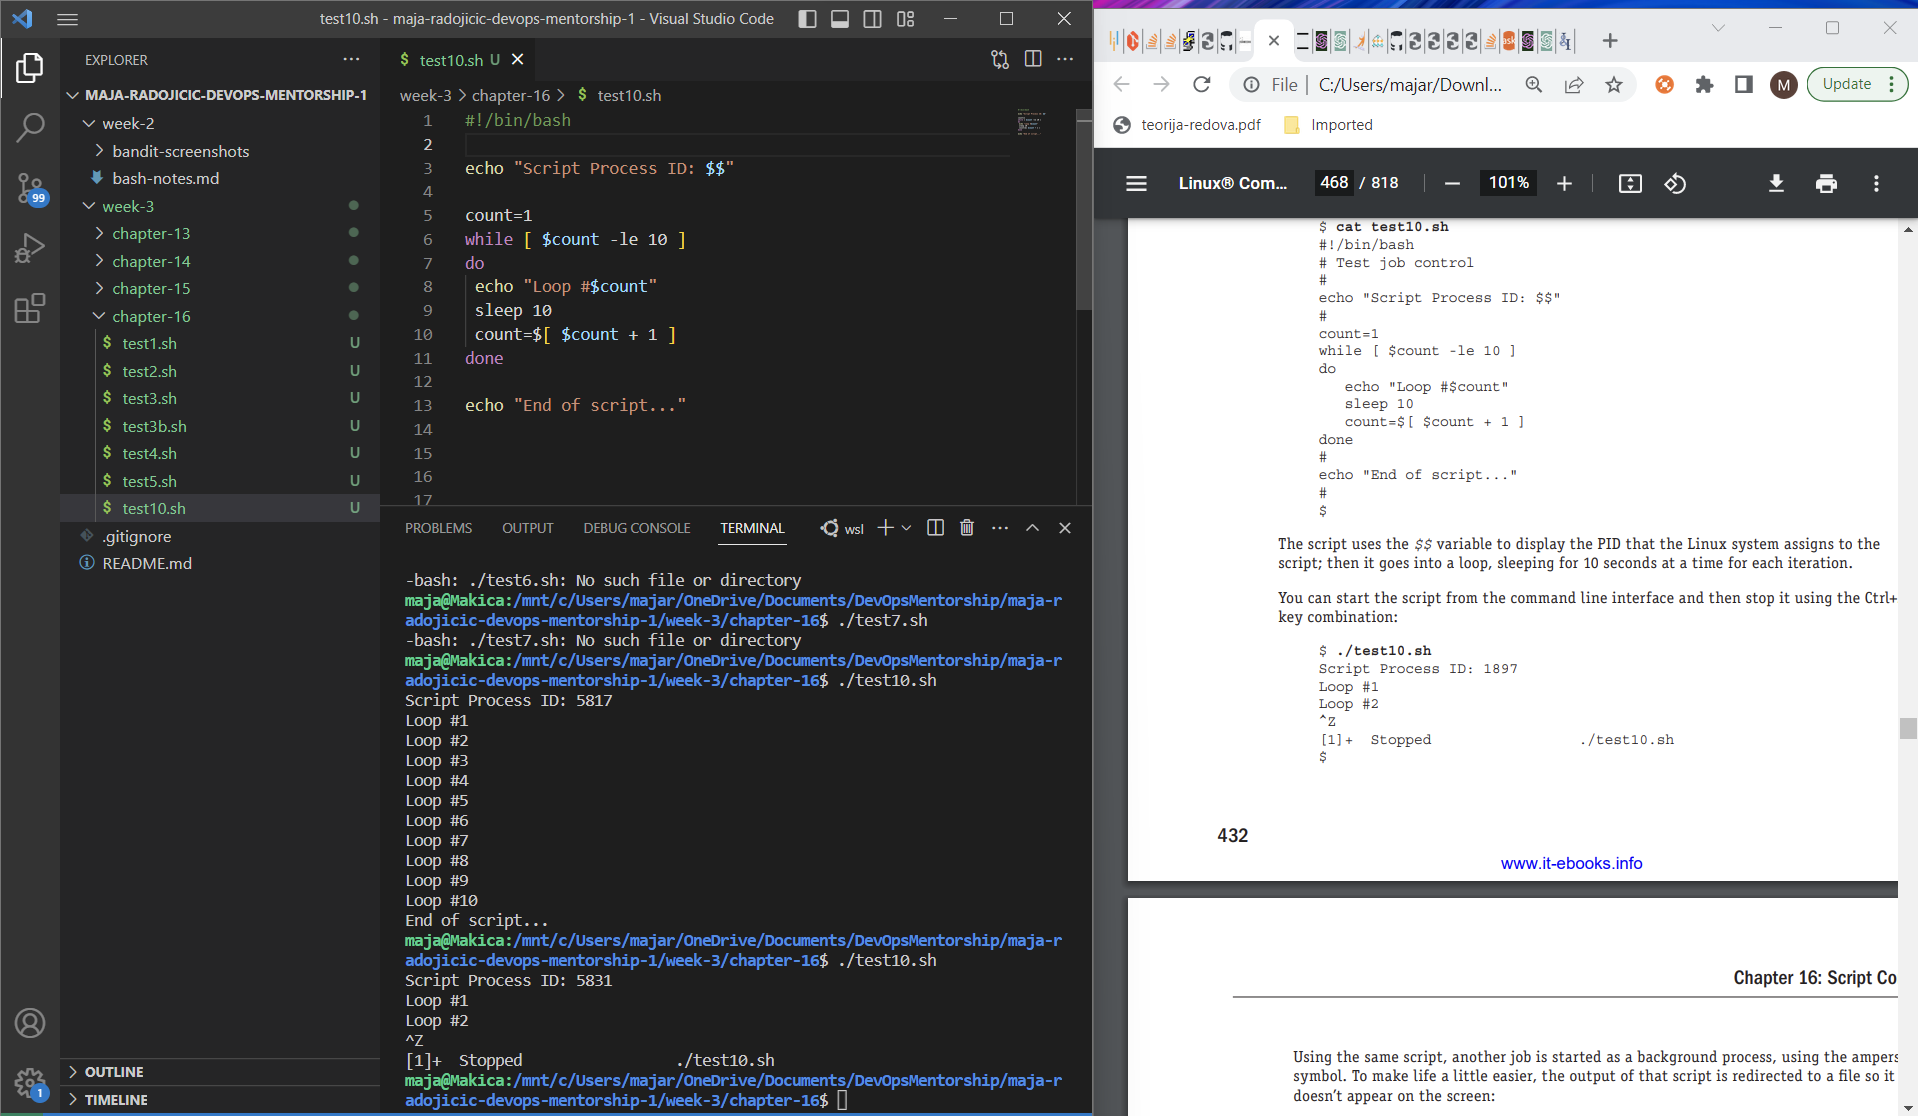 test10.sh - maja-radojicic-devops-mentorship-1 - Visual Studio Code
EXPLORER
MAJA-RADOJICIC-DEVOPS-MENTORSHIP-1
week-2
bandit-screenshots
bash-notes.md
week-3
chapter-13
chapter-14
chapter-15
chapter-16
$ test1.sh U
$ test2.sh U
$ test3.sh U
$ test3b.sh U
$ test4.sh U
$ test5.sh U
$ test10.sh U
.gitignore
README.md
OUTLINE
TIMELINE
99
1
$ test10.sh U
week-3 > chapter-16 > $ test10.sh
1 #!/bin/bash
2
3 echo "Script Process ID: $$"
4
5 count=1
6 while [ $count -le 10 ]
7 do
8 echo "Loop #$count"
9 sleep 10
10 count=$[ $count + 1 ]
11 done
12
13 echo "End of script..."
14
15
16
17
PROBLEMS OUTPUT DEBUG CONSOLE TERMINAL wsl
-bash: ./test6.sh: No such file or directory
maja@Makica:/mnt/c/Users/majar/OneDrive/Documents/DevOpsMentorship/maja-r
adojicic-devops-mentorship-1/week-3/chapter-16$ ./test7.sh
-bash: ./test7.sh: No such file or directory
maja@Makica:/mnt/c/Users/majar/OneDrive/Documents/DevOpsMentorship/maja-r
adojicic-devops-mentorship-1/week-3/chapter-16$ ./test10.sh
Script Process ID: 5817
Loop #1
Loop #2
Loop #3
Loop #4
Loop #5
Loop #6
Loop #7
Loop #8
Loop #9
Loop #10
End of script...
maja@Makica:/mnt/c/Users/majar/OneDrive/Documents/DevOpsMentorship/maja-r
adojicic-devops-mentorship-1/week-3/chapter-16$ ./test10.sh
Script Process ID: 5831
Loop #1
Loop #2
^Z
[1]+  Stopped                 ./test10.sh
maja@Makica:/mnt/c/Users/majar/OneDrive/Documents/DevOpsMentorship/maja-r
adojicic-devops-mentorship-1/week-3/chapter-16$
File | C:/Users/majar/Downl...
M
Update
teorija-redova.pdf
Imported
Linux® Com... 468 / 818 101%
$ cat test10.sh
#!/bin/bash
# Test job control
#
echo "Script Process ID: $$"
#
count=1
while [ $count -le 10 ]
do
echo "Loop #$count"
sleep 10
count=$[ $count + 1 ]
done
#
echo "End of script..."
#
$
The script uses the $$ variable to display the PID that the Linux system assigns to the
script; then it goes into a loop, sleeping for 10 seconds at a time for each iteration.
You can start the script from the command line interface and then stop it using the Ctrl+
key combination:
$ ./test10.sh
Script Process ID: 1897
Loop #1
Loop #2
^Z
[1]+  Stopped                 ./test10.sh
$
432
www.it-ebooks.info
Chapter 16: Script Co
Using the same script, another job is started as a background process, using the ampers
symbol. To make life a little easier, the output of that script is redirected to a file so it
doesn't appear on the screen: